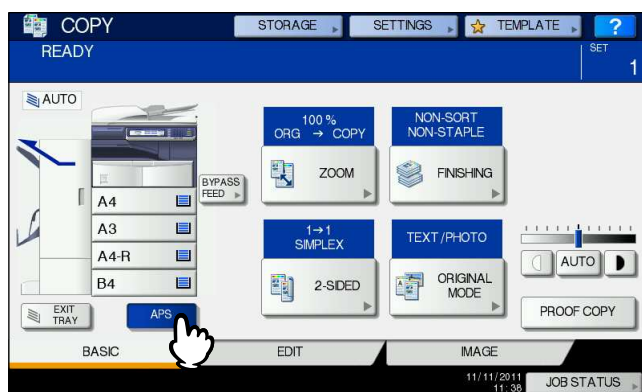 COPY
STORAGE
SETTINGS
TEMPLATE
?
READY
SET
1
AUTO
100 %
ORG → COPY
NON-SORT
NON-STAPLE
ZOOM
FINISHING
BYPASS
FEED
A4
A3
A4-R
B4
1→1
SIMPLEX
TEXT/PHOTO
2-SIDED
ORIGINAL
MODE
AUTO
EXIT
TRAY
APS
PROOF COPY
BASIC
EDIT
IMAGE
11/11/2011
11:38
JOB STATUS